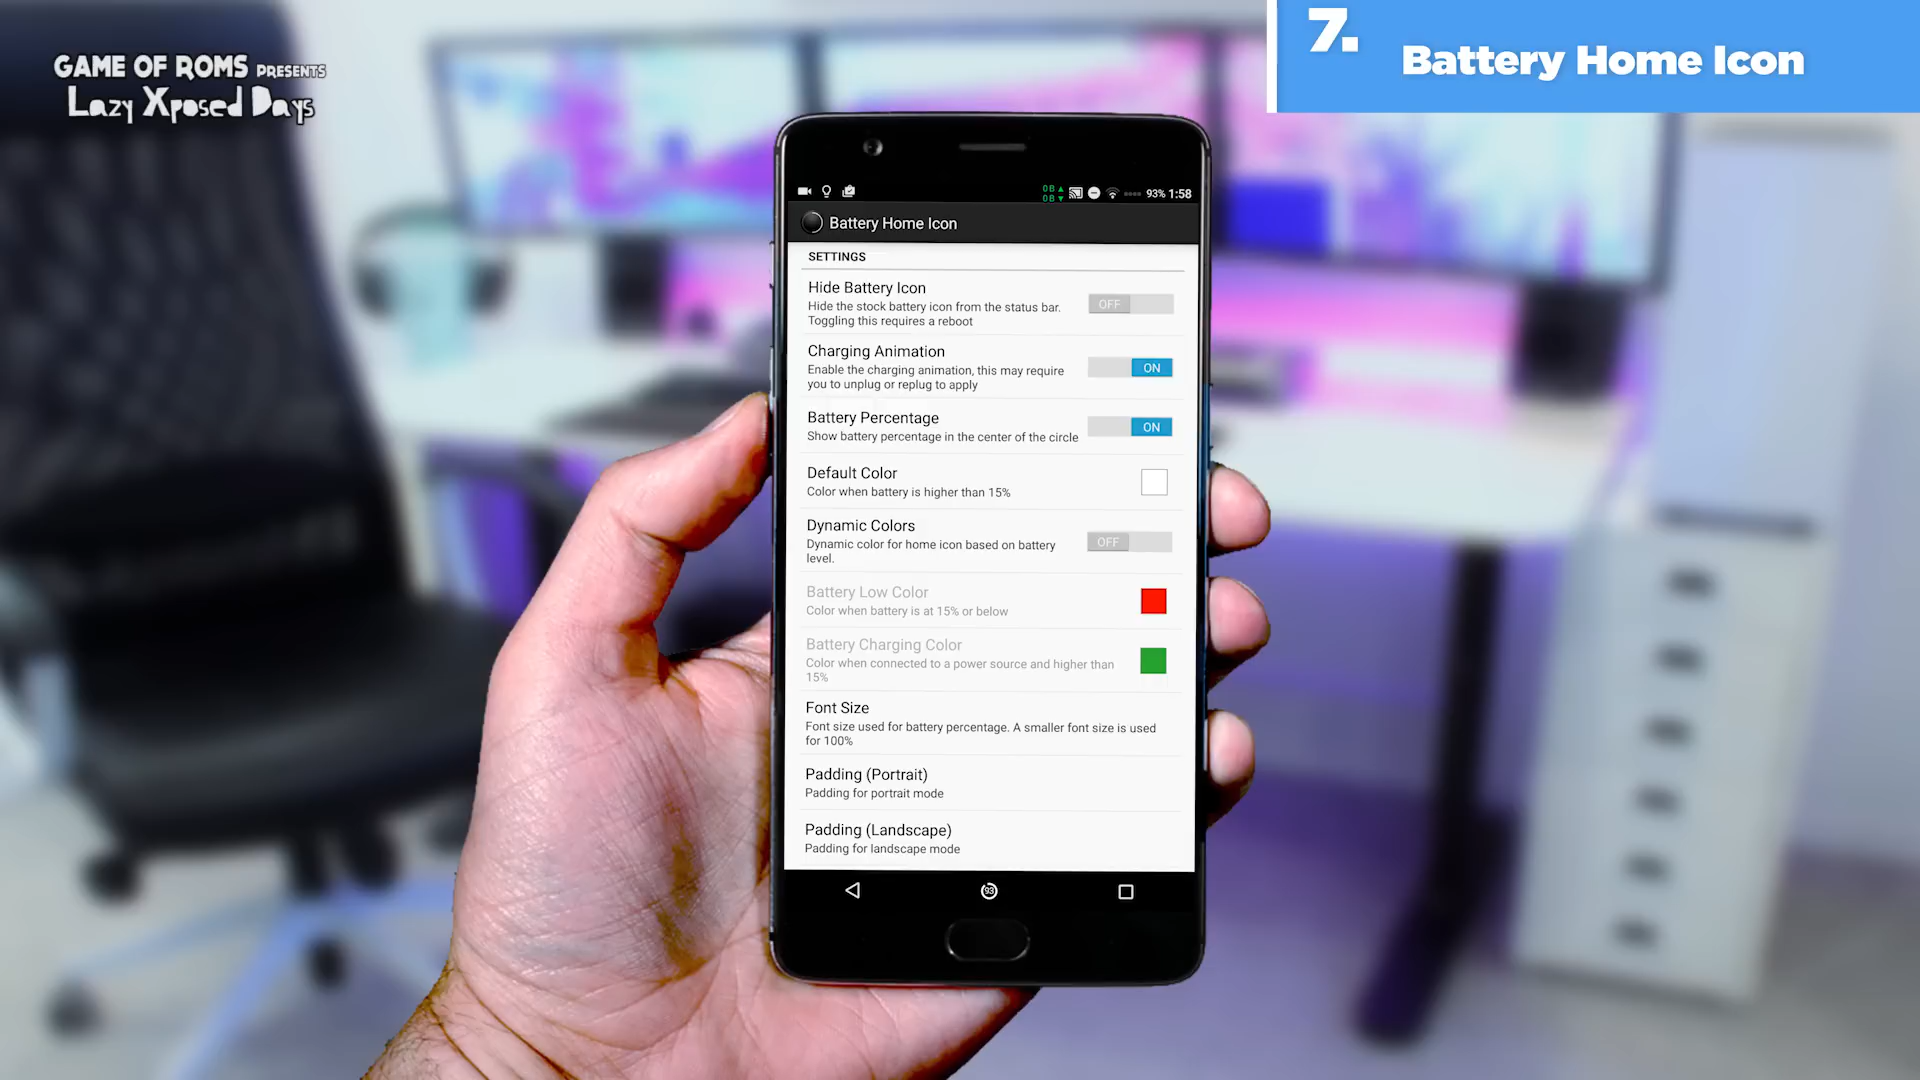 GAME OF ROMS PRESENTS
Lazy Xposed Days
7.
Battery Home Icon
0B
0B
93% 1:58
Battery Home Icon
SETTINGS
Hide Battery Icon
Hide the stock battery icon from the status bar.
Toggling this requires a reboot
OFF
Charging Animation
Enable the charging animation, this may require
you to unplug or replug to apply
ON
Battery Percentage
Show battery percentage in the center of the circle
ON
Default Color
Color when battery is higher than 15%
Dynamic Colors
Dynamic color for home icon based on battery
level.
OFF
Battery Low Color
Color when battery is at 15% or below
Battery Charging Color
Color when connected to a power source and higher than
15%
Font Size
Font size used for battery percentage. A smaller font size is used
for 100%
Padding (Portrait)
Padding for portrait mode
Padding (Landscape)
Padding for landscape mode
93